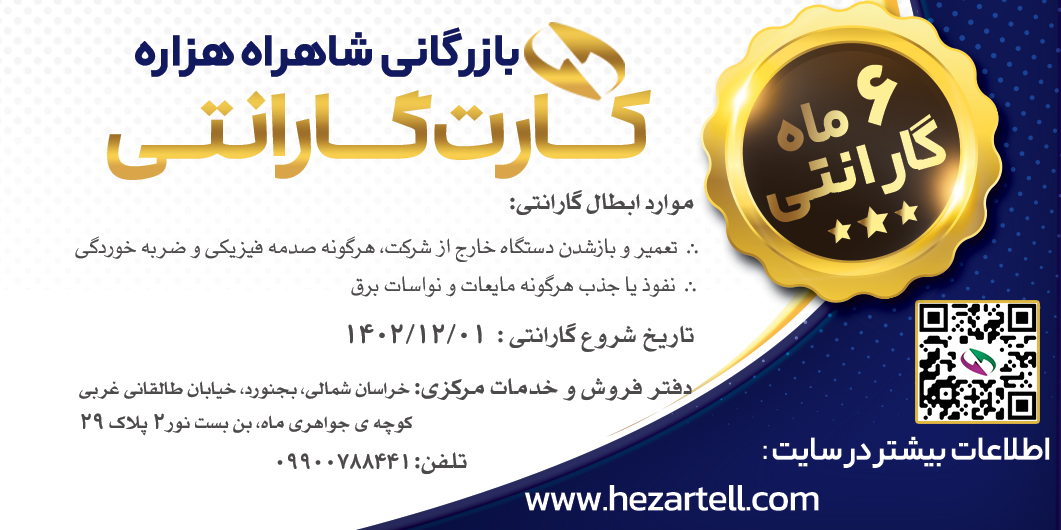 بازرگانی شاهراه هزاره
کارت گارانتی
۶ ماه
گارانتی
موارد ابطال گارانتی:
∴ تعمیر و بازشدن دستگاه خارج از شرکت، هرگونه صدمه فیزیکی و ضربه خوردگی
∴ نفوذ یا جذب هرگونه مایعات و نواسات برق
تاریخ شروع گارانتی : ۱۴۰۲/۱۲/۰۱
دفتر فروش و خدمات مرکزی: خراسان شمالی، بجنورد، خیابان طالقانی غربی
کوچه ی جواهری ماه، بن بست نور۲ پلاک ۲۹
تلفن: ۰۹۹۰۰۷۸۸۴۴۱
اطلاعات بیشتر در سایت :
www.hezartell.com